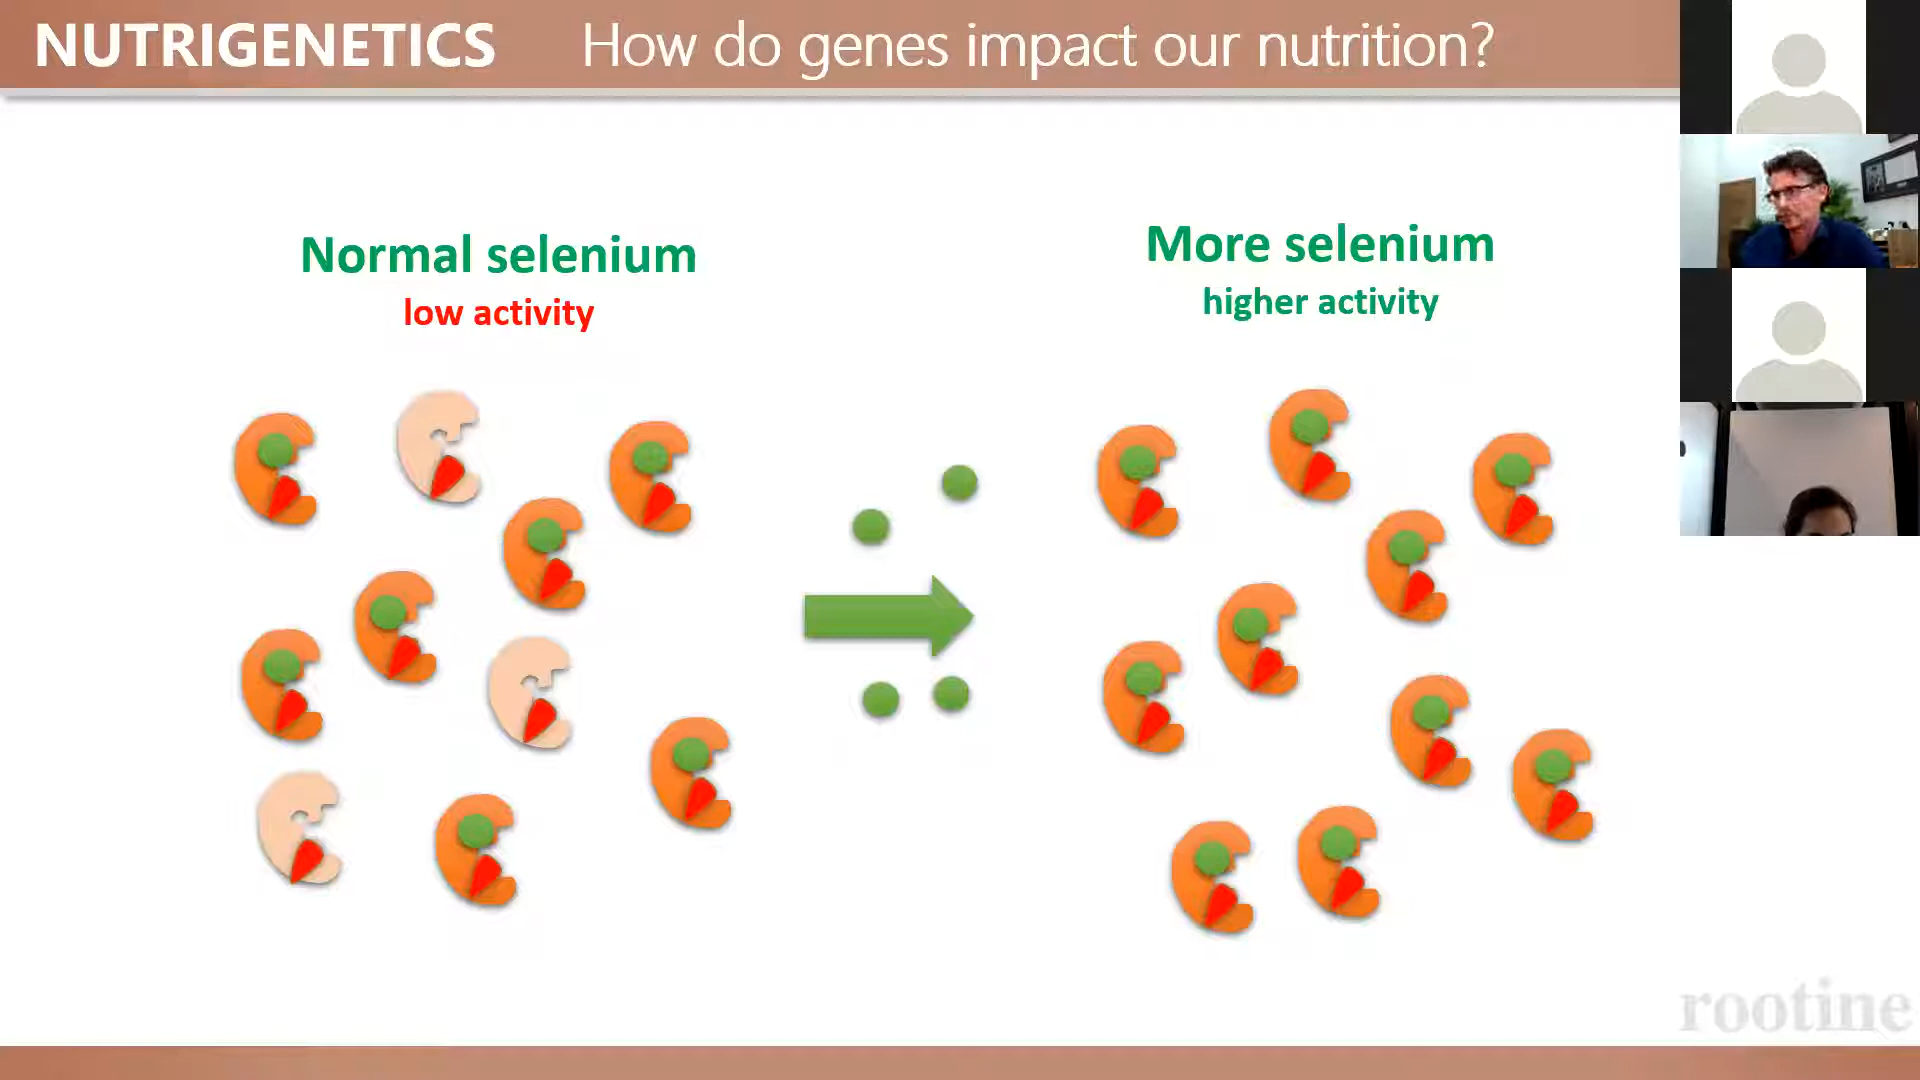 NUTRIGENETICS How do genes impact our nutrition?
Normal selenium
low activity
More selenium
higher activity
rootine